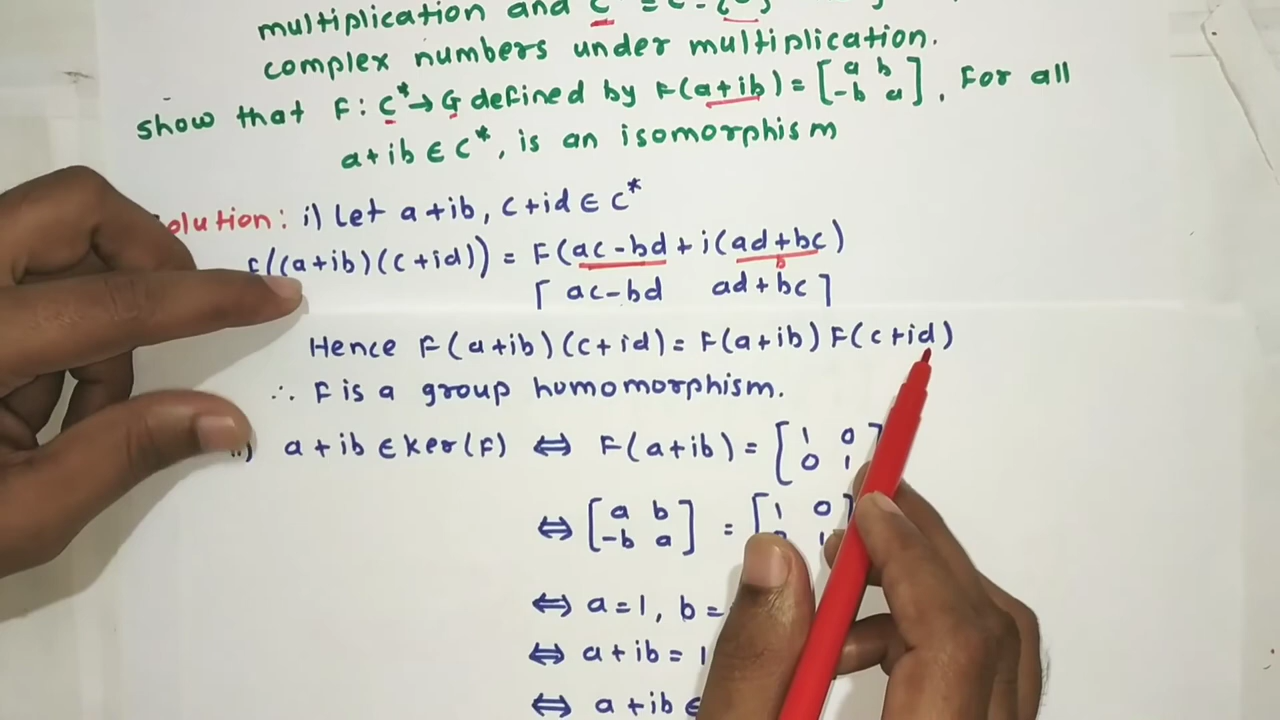 multiplication and
complex numbers under multiplication.
show that F : C* → G defined by F(a+ib) = [a b -b a], For all
a+ib ∈ C*, is an isomorphism
olution: i) Let a+ib, c+id ∈ C*
F((a+ib)(c+id)) = F(ac-bd + i(ad+bc)
b
[ac-bd ad+bc]
Hence F(a+ib)(c+id) = F(a+ib) F(c+id)
∴ F is a group homomorphism.
) a+ib ∈ ker(F) ⇔ F(a+ib) = [1 0 0 1
⇔ [a b -b a] = [1 0
⇔ a=1, b=
⇔ a+ib = 1
⇔ a+ib ∈